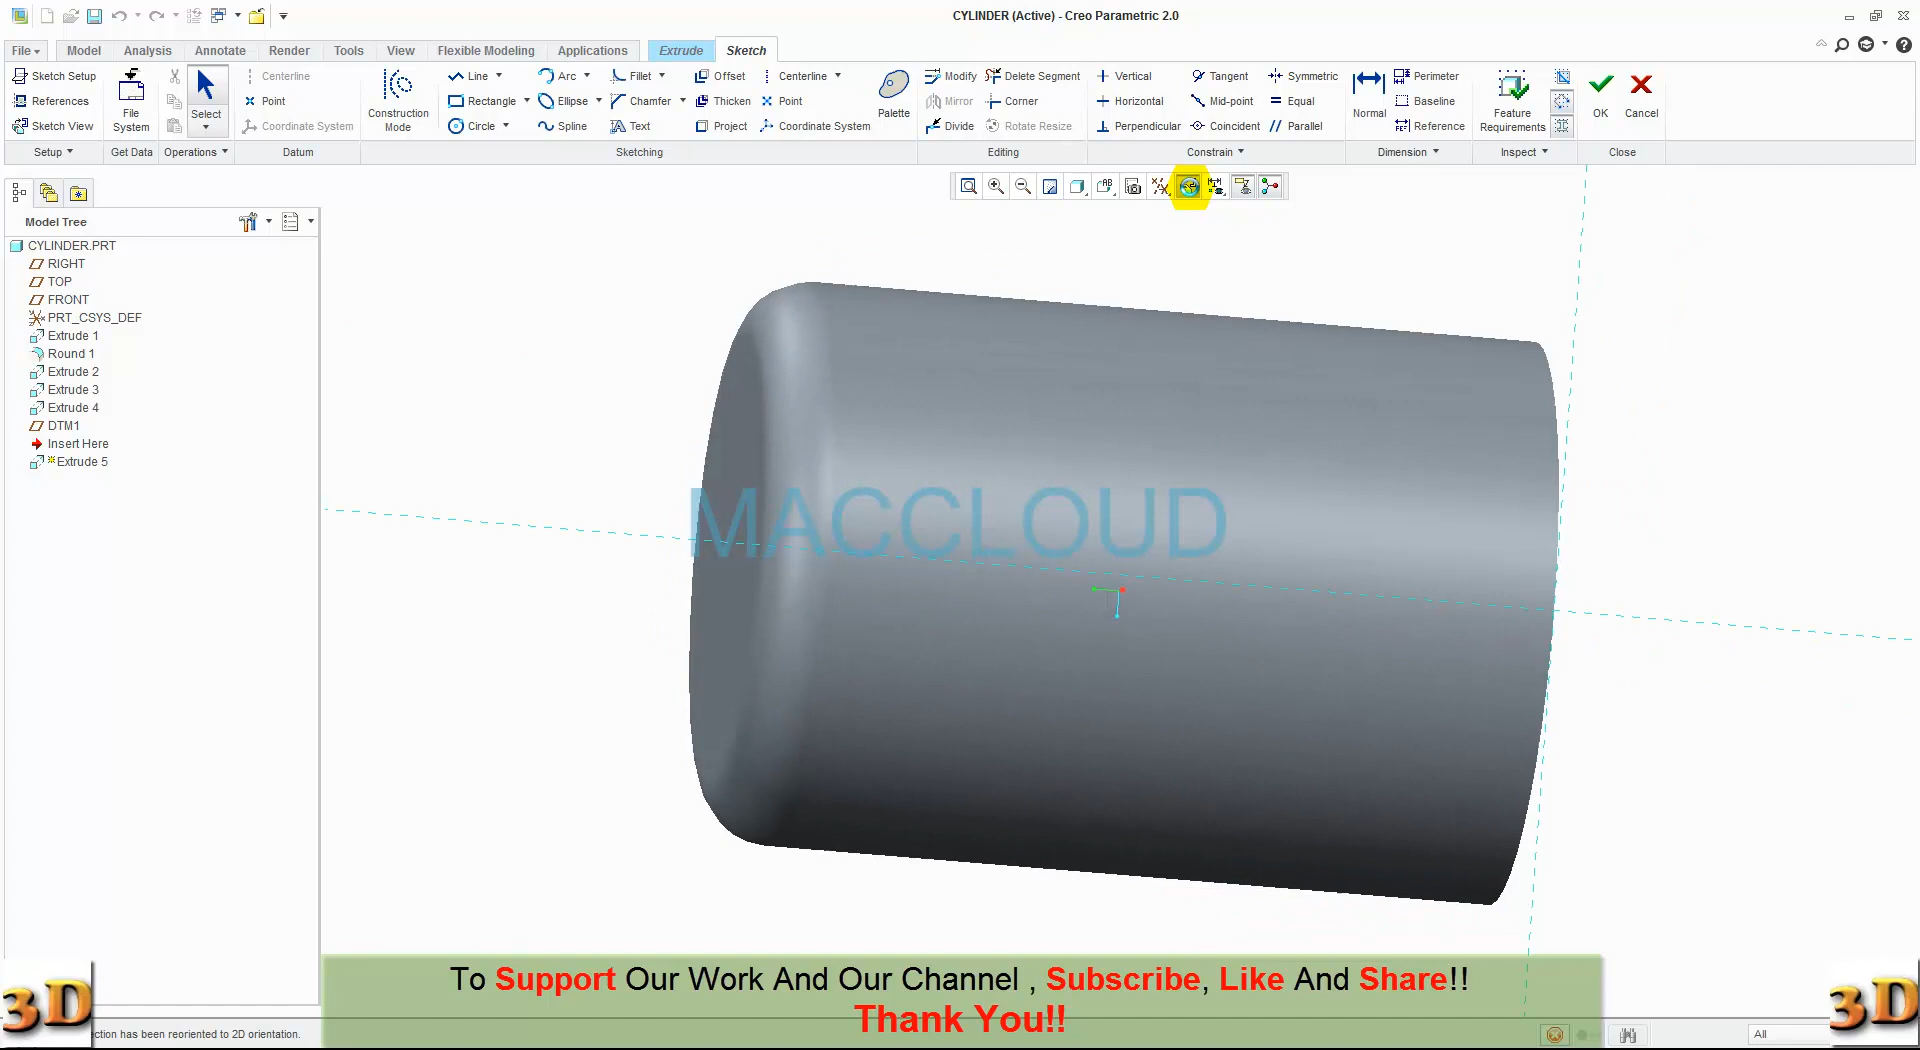 CYLINDER (Active) - Creo Parametric 2.0
File Model Analysis Annotate Render Tools View Flexible Modeling Applications Extrude Sketch
Sketch Setup
References
Sketch View
Setup
File System
Get Data
Select
Operations
Centerline
Point
Coordinate System
Datum
Construction Mode
Line Arc Fillet Offset Centerline
Rectangle Ellipse Chamfer Thicken Point
Circle Spline Text Project Coordinate System
Palette
Sketching
Modify Delete Segment
Mirror Corner
Divide Rotate Resize
Editing
Vertical Tangent Symmetric
Horizontal Mid-point Equal
Perpendicular Coincident Parallel
Constrain
Normal
Perimeter
Baseline
Reference
Dimension
Feature Requirements
Inspect
OK
Cancel
Close
Model Tree
CYLINDER.PRT
RIGHT
TOP
FRONT
PRT_CSYS_DEF
Extrude 1
Round 1
Extrude 2
Extrude 3
Extrude 4
DTM1
Insert Here
Extrude 5
MACCLOUD
To Support Our Work And Our Channel , Subscribe, Like And Share!!
Thank You!!
3D
3D
ection has been reoriented to 2D orientation.
All